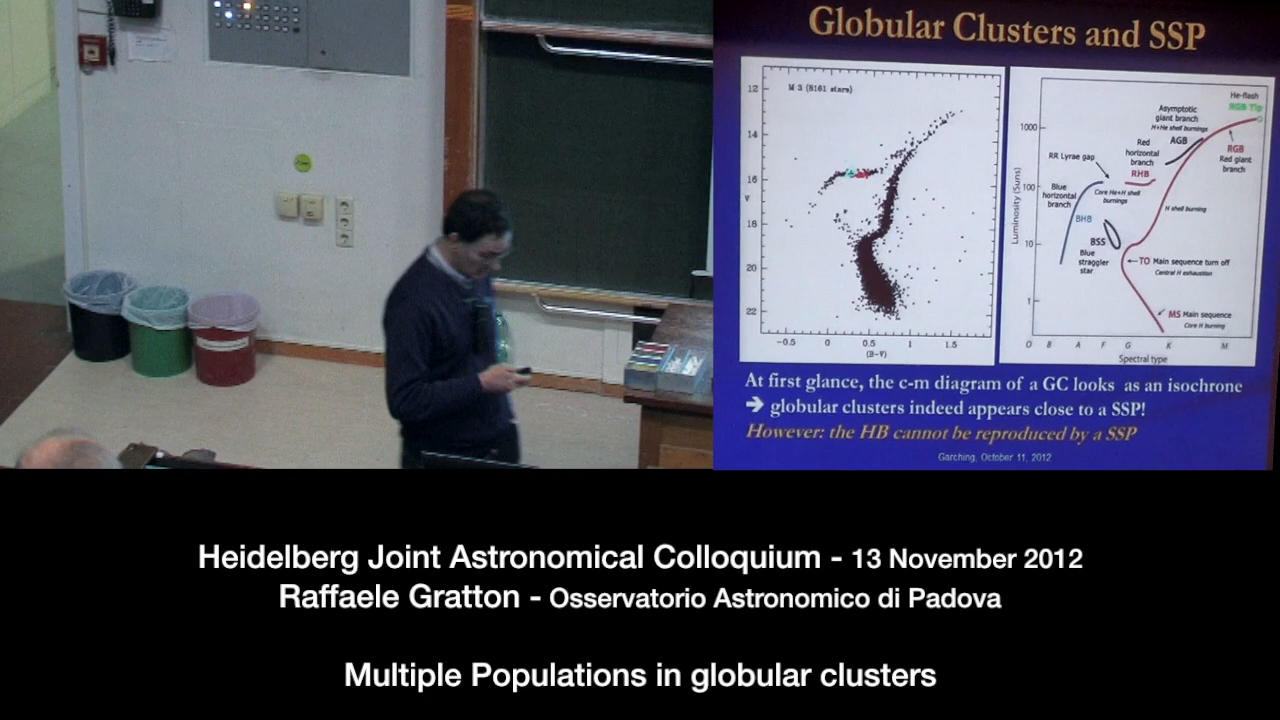 Globular Clusters and SSP
12
14
16
V
18
20
22
M 3 (8161 stars)
-0.5
0
0.5
1
1.5
(B-V)
1000
100
10
1
Luminosity (Suns)
He-flash
RGB Tip
Asymptotic
giant branch
H+He shell burnings
AGB
RGB
Red giant
branch
Red
horizontal
branch
RHB
RR Lyrae gap
Core He+H shell
burnings
Blue
horizontal
branch
BHB
H shell burning
BSS
Blue
straggler
star
TO Main sequence turn off
Central H exhaustion
MS Main sequence
Core H burning
O B A F G K M
Spectral type
At first glance, the c-m diagram of a GC looks as an isochrone
➔ globular clusters indeed appears close to a SSP!
However: the HB cannot be reproduced by a SSP
Garching, October 11, 2012
Heidelberg Joint Astronomical Colloquium - 13 November 2012
Raffaele Gratton - Osservatorio Astronomico di Padova
Multiple Populations in globular clusters